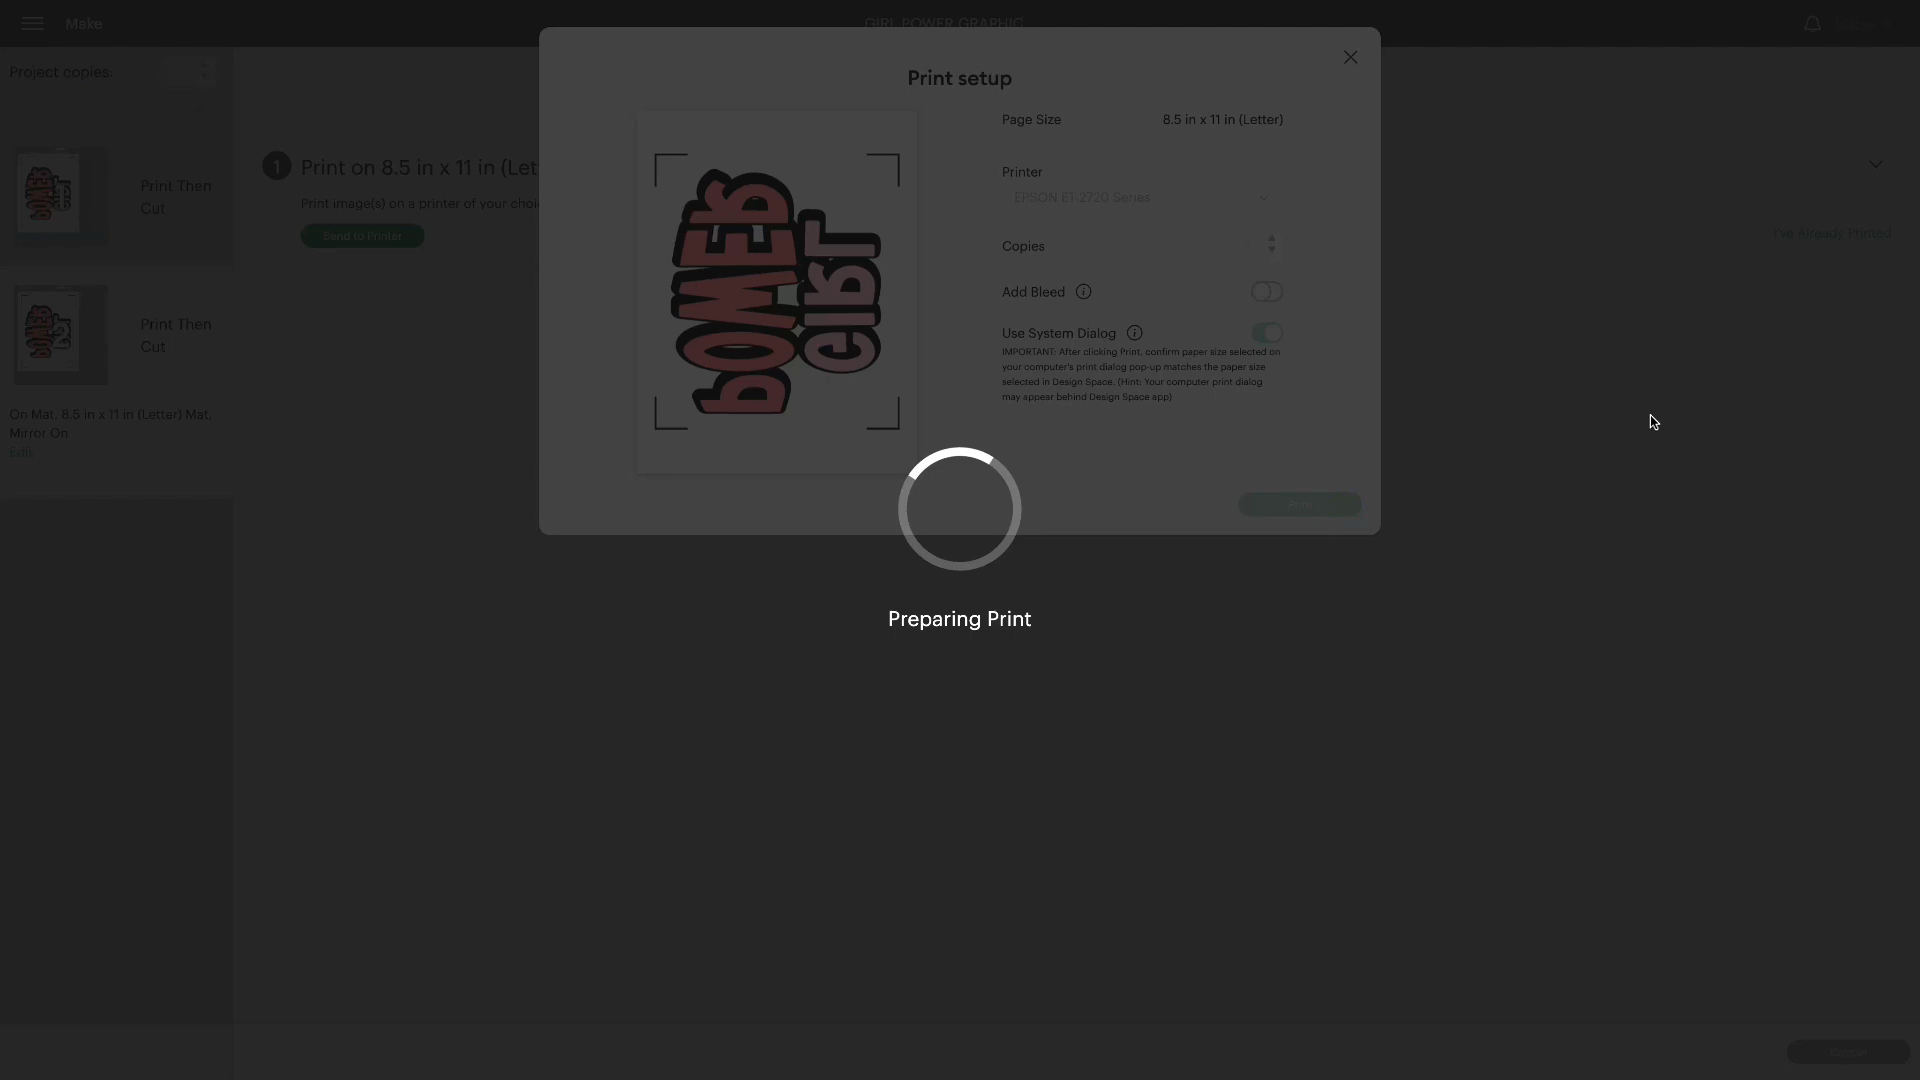 Make
GIRL POWER GRAPHIC
Project copies:
Print Then
Cut
Print Then
Cut
On Mat, 8.5 in x 11 in (Letter) Mat,
Mirror On
Edit
1 Print on 8.5 in x 11 in (Let
Print image(s) on a printer of your choi
Send to Printer
Print setup
POWER
GIRL
Page Size 8.5 in x 11 in (Letter)
Printer
EPSON ET-2720 Series
Copies
Add Bleed
Use System Dialog
IMPORTANT: After clicking Print, confirm paper size selected on
your computer's print dialog pop-up matches the paper size
selected in Design Space. (Hint: Your computer print dialog
may appear behind Design Space app)
Print
I've Already Printed
Preparing Print
Cancel